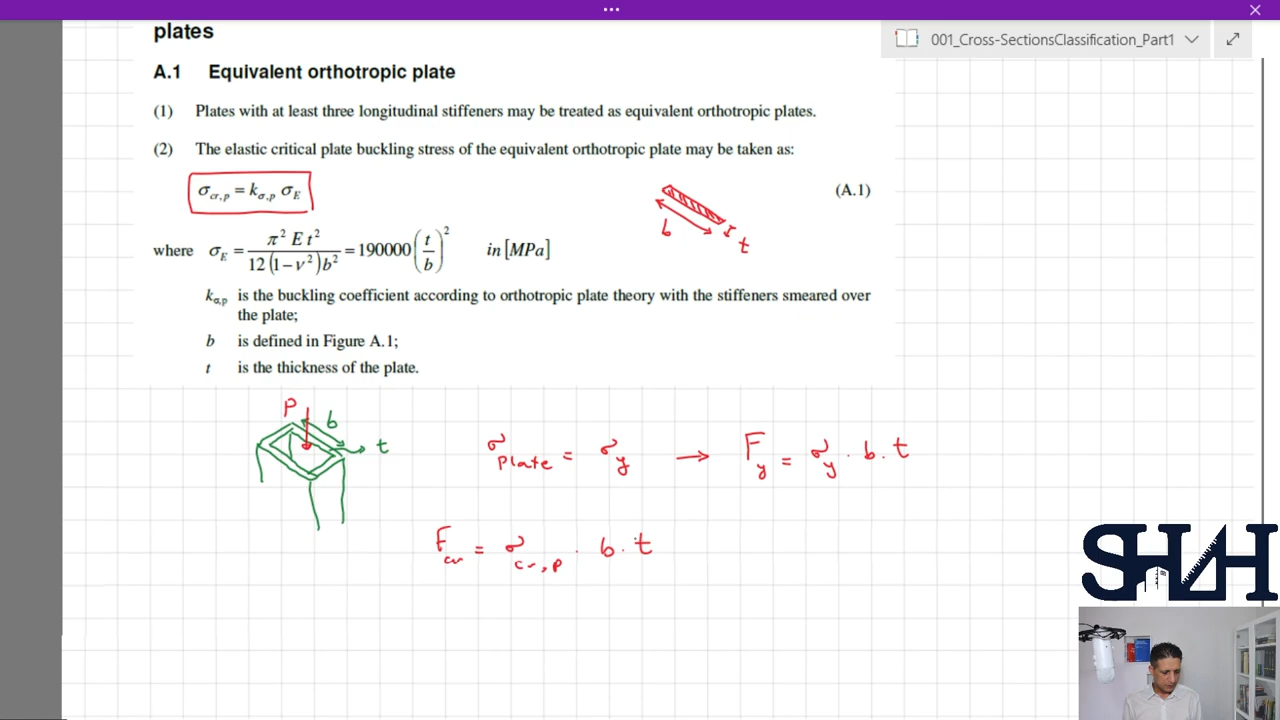 •••
plates
001_Cross-SectionsClassification_Part1
A.1 Equivalent orthotropic plate
(1) Plates with at least three longitudinal stiffeners may be treated as equivalent orthotropic plates.
(2) The elastic critical plate buckling stress of the equivalent orthotropic plate may be taken as:
σcr,p = kσ,p σE (A.1)
b
t
where σE = π² E t² / 12 (1 − ν²) b² = 190000 (t/b)² in [MPa]
kσ,p is the buckling coefficient according to orthotropic plate theory with the stiffeners smeared over
the plate;
b is defined in Figure A.1;
t is the thickness of the plate.
P
b
t
σPlate = σy → Fy = σy · b · t
Fcr = σcr,p · b · t
SHAH